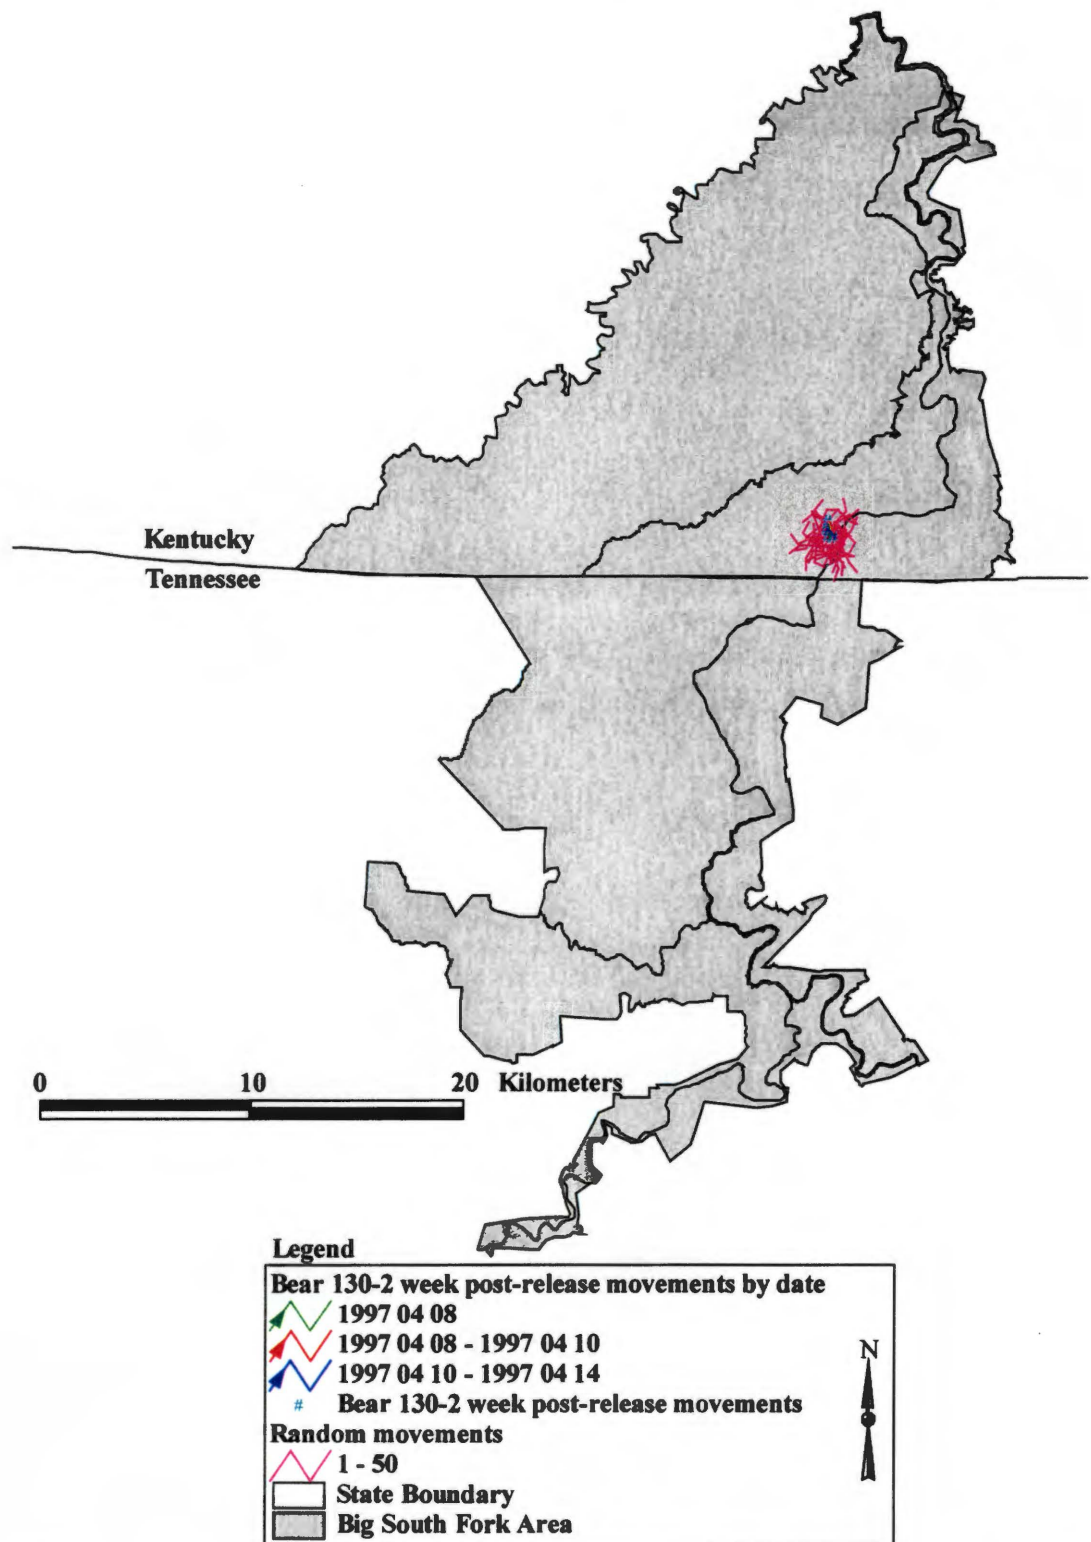 Kentucky
Tennessee
0 10 20 Kilometers
Legend
Bear 130-2 week post-release movements by date
1997 04 08
1997 04 08 - 1997 04 10
1997 04 10 - 1997 04 14
# Bear 130-2 week post-release movements
N
Random movements
1 - 50
State Boundary
Big South Fork Area